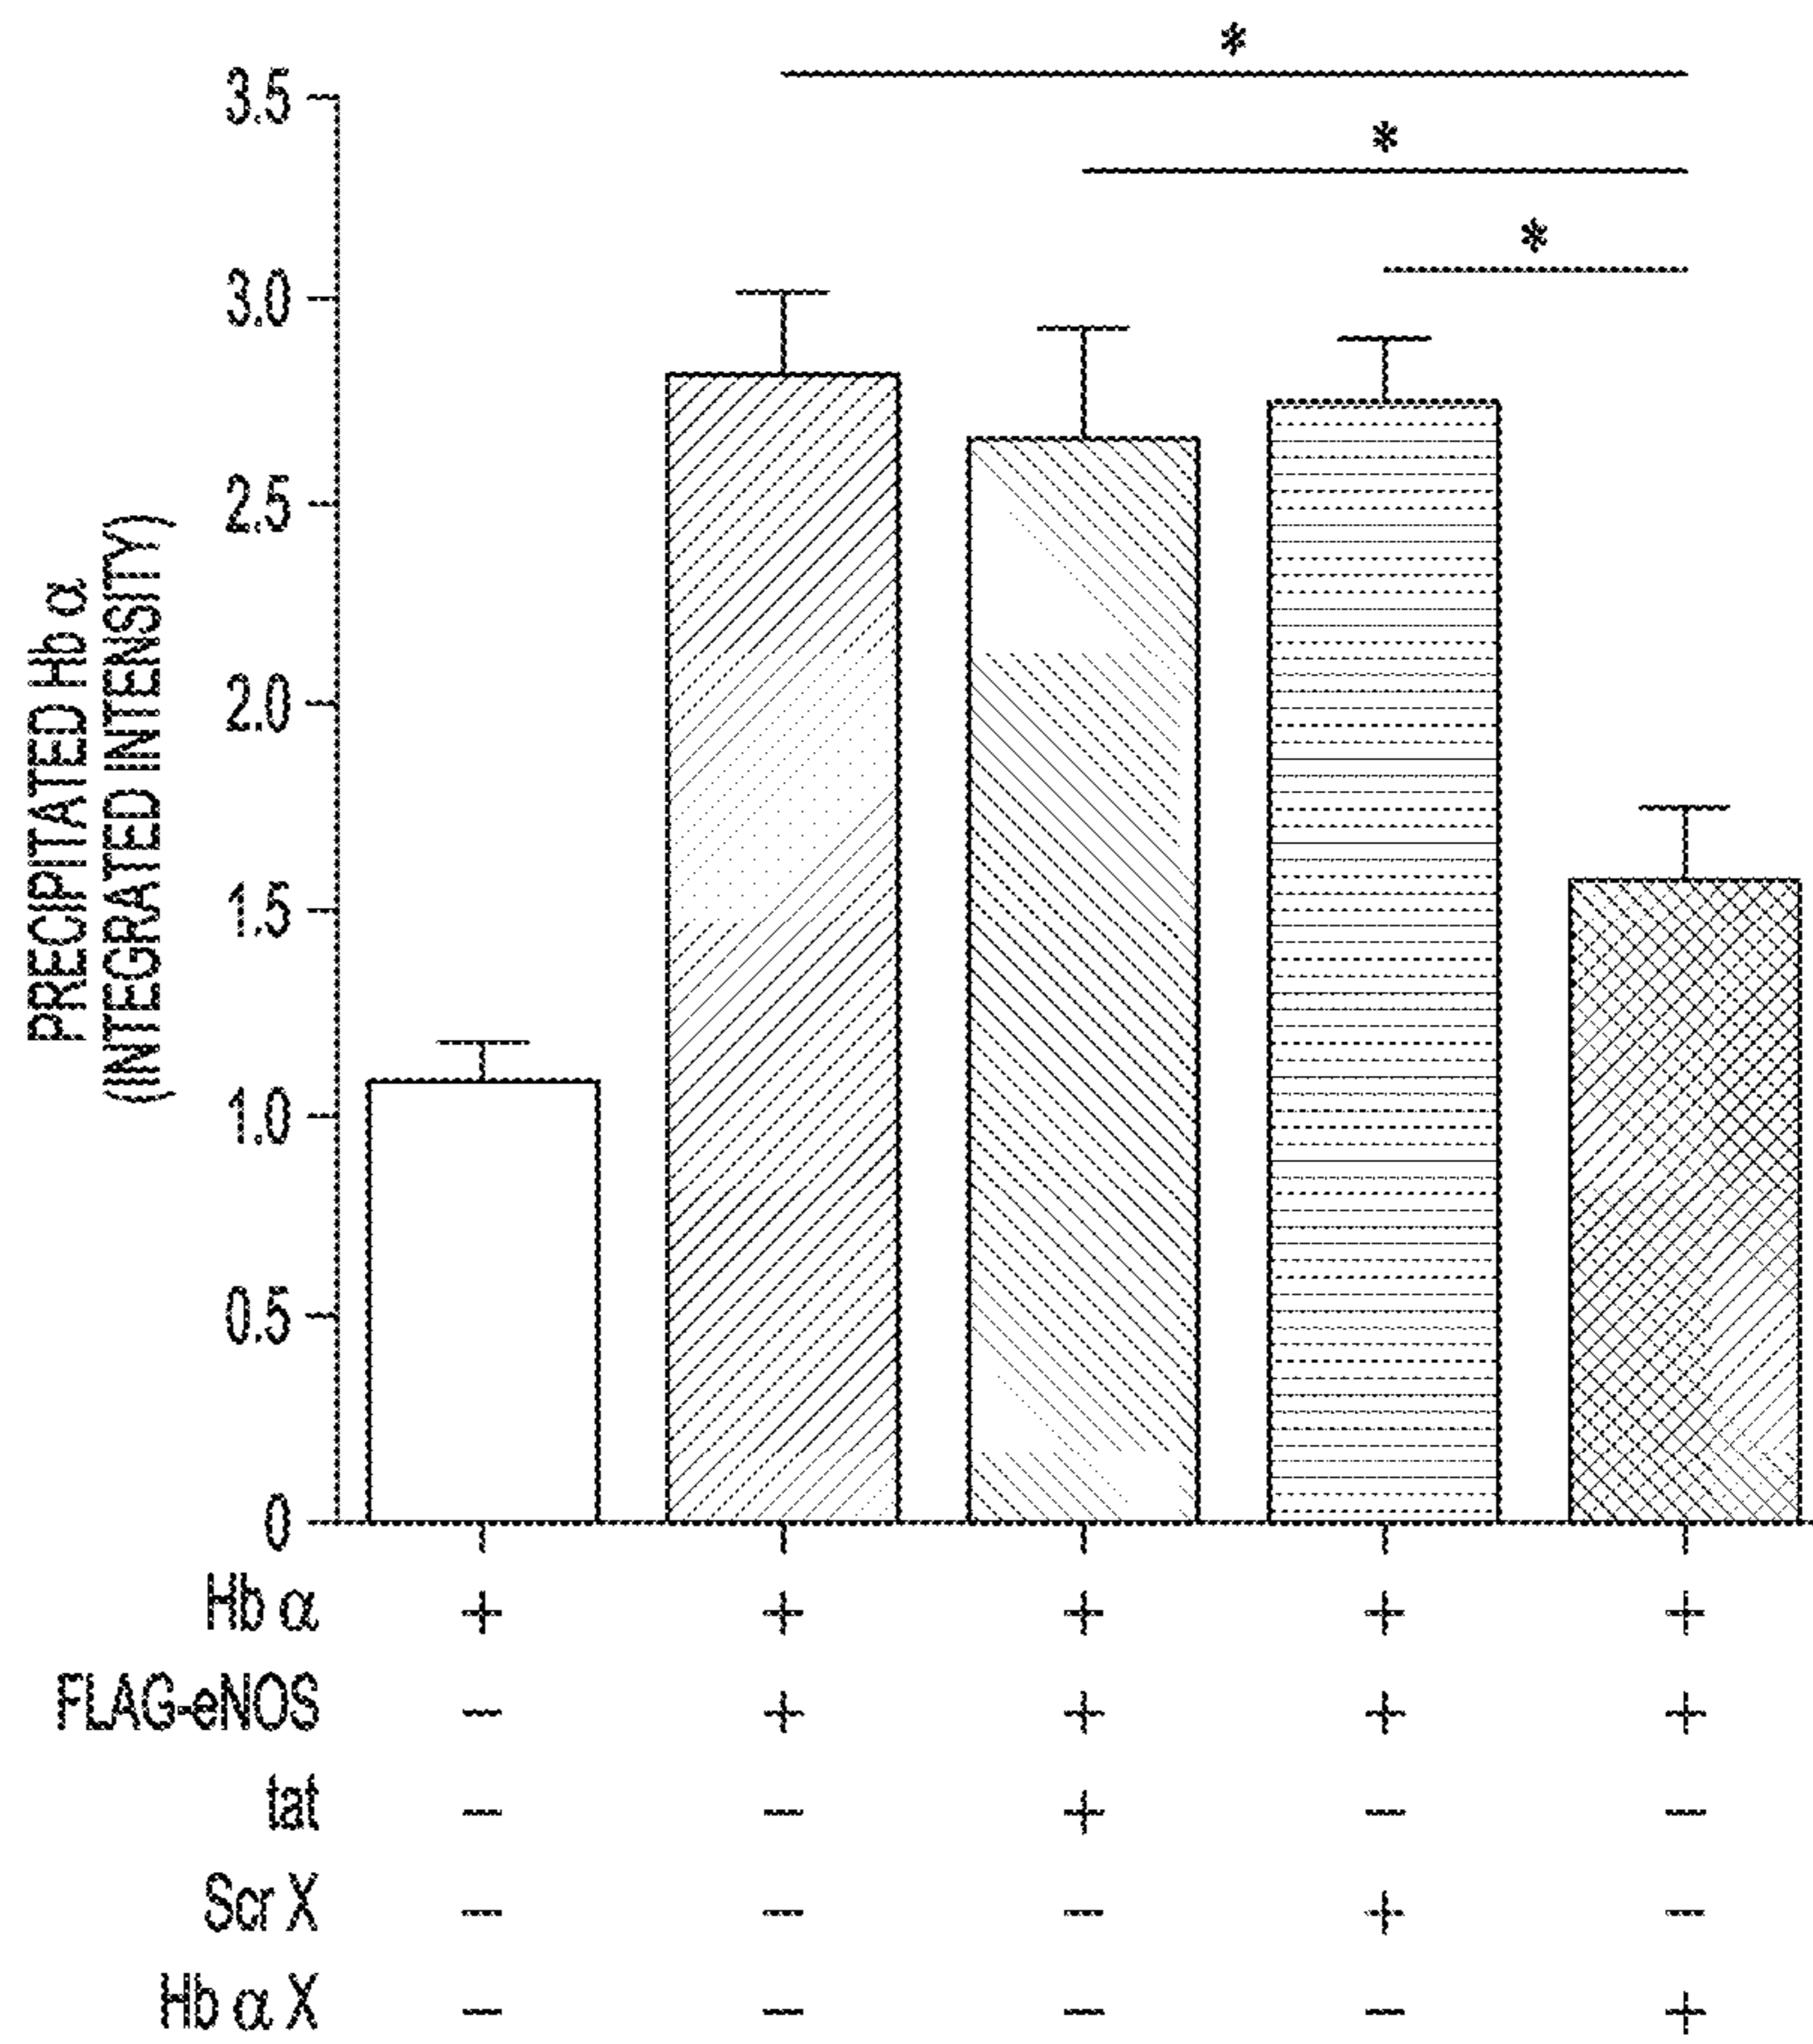 *
*
*
3.5
3.0
2.5
2.0
1.5
1.0
0.5
0
PRECIPITATED Hb α
(INTEGRATED INTENSITY)
Hb α + + + + +
FLAG-eNOS – + + + +
tat – – + – –
Scr X – – – + –
Hb α X – – – – +